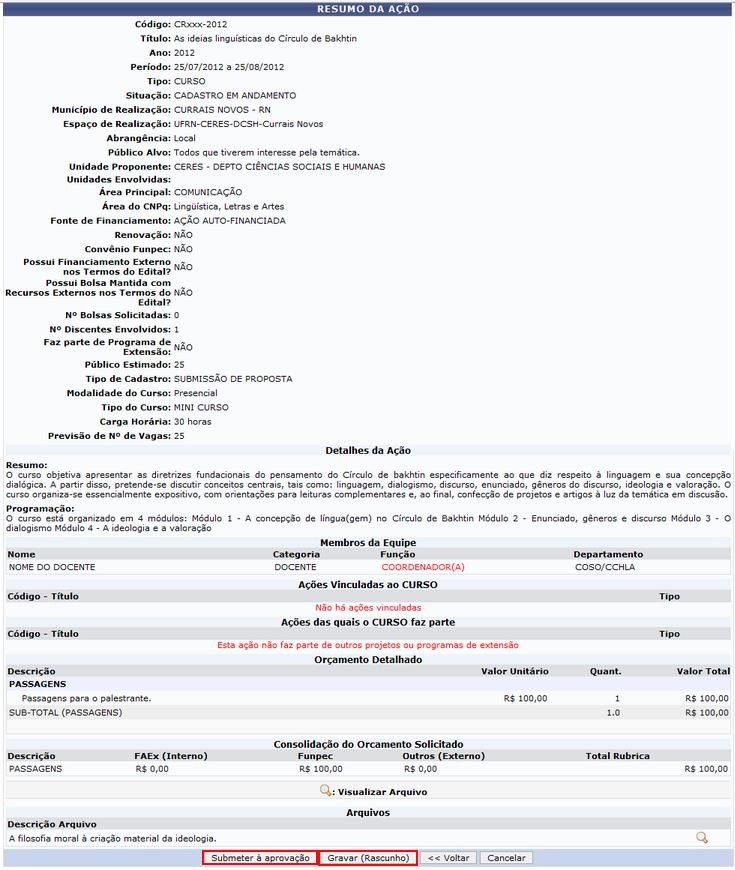 RESUMO DA AÇÃO
Código: CRxxx-2012
Título: As ideias linguísticas do Círculo de Bakhtin
Ano: 2012
Período: 25/07/2012 a 25/08/2012
Tipo: CURSO
Situação: CADASTRO EM ANDAMENTO
Município de Realização: CURRAIS NOVOS - RN
Espaço de Realização: UFRN-CERES-DCSH-Currais Novos
Abrangência: Local
Público Alvo: Todos que tiverem interesse pela temática.
Unidade Proponente: CERES - DEPTO CIÊNCIAS SOCIAIS E HUMANAS
Unidades Envolvidas:
Área Principal: COMUNICAÇÃO
Área do CNPq: Lingüística, Letras e Artes
Fonte de Financiamento: AÇÃO AUTO-FINANCIADA
Renovação: NÃO
Convênio Funpec: NÃO
Possui Financiamento Externo
nos Termos do Edital? NÃO
Possui Bolsa Mantida com
Recursos Externos nos Termos do NÃO
Edital?
Nº Bolsas Solicitadas: 0
Nº Discentes Envolvidos: 1
Faz parte de Programa de
Extensão: NÃO
Público Estimado: 25
Tipo de Cadastro: SUBMISSÃO DE PROPOSTA
Modalidade do Curso: Presencial
Tipo do Curso: MINI CURSO
Carga Horária: 30 horas
Previsão de Nº de Vagas: 25
Detalhes da Ação
Resumo:
O curso objetiva apresentar as diretrizes fundacionais do pensamento do Círculo de bakhtin especificamente ao que diz respeito à linguagem e sua concepção
dialógica. A partir disso, pretende-se discutir conceitos centrais, tais como: linguagem, dialogismo, discurso, enunciado, gêneros do discurso, ideologia e valoração. O
curso organiza-se essencialmente expositivo, com orientações para leituras complementares e, ao final, confecção de projetos e artigos à luz da temática em discusão.
Programação:
O curso está organizado em 4 módulos: Módulo 1 - A concepção de língua(gem) no Círculo de Bakhtin Módulo 2 - Enunciado, gêneros e discurso Módulo 3 - O
dialogismo Módulo 4 - A ideologia e a valoração
Membros da Equipe
Nome Categoria Função Departamento
NOME DO DOCENTE DOCENTE COORDENADOR(A) COSO/CCHLA
Ações Vinculadas ao CURSO
Código - Título Tipo
Não há ações vinculadas
Ações das quais o CURSO faz parte
Código - Título Tipo
Esta ação não faz parte de outros projetos ou programas de extensão
Orçamento Detalhado
Descrição Valor Unitário Quant. Valor Total
PASSAGENS
Passagens para o palestrante. R$ 100,00 1 R$ 100,00
SUB-TOTAL (PASSAGENS) 1.0 R$ 100,00
Consolidação do Orcamento Solicitado
Descrição FAEx (Interno) Funpec Outros (Externo) Total Rubrica
PASSAGENS R$ 0,00 R$ 100,00 R$ 0,00 R$ 100,00
: Visualizar Arquivo
Arquivos
Descrição Arquivo
A filosofia moral à criação material da ideologia.
Submeter à aprovação Gravar (Rascunho) << Voltar Cancelar